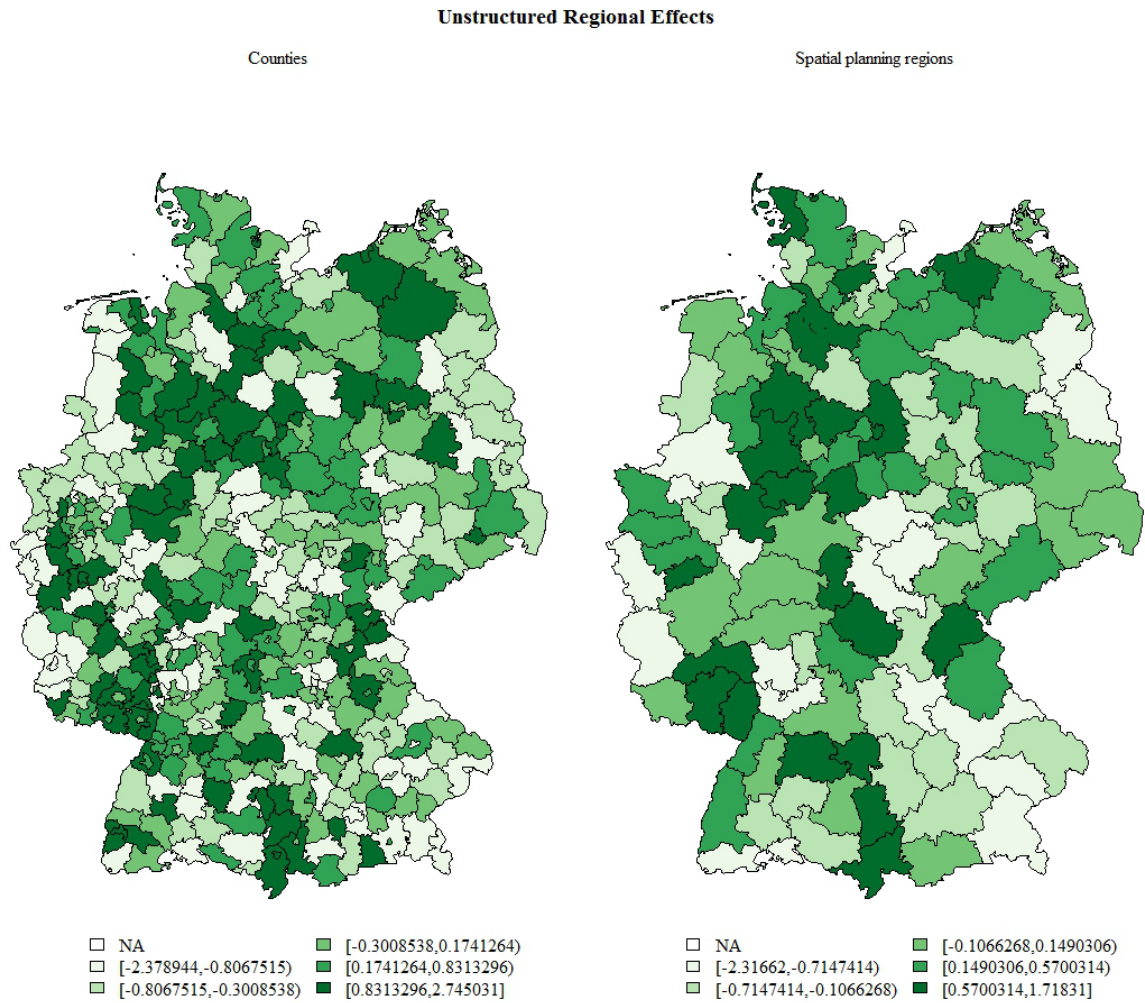 Unstructured Regional Effects
Counties
Spatial planning regions
NA
[-2.378944,-0.8067515)
[-0.8067515,-0.3008538)
[-0.3008538,0.1741264)
[0.1741264,0.8313296)
[0.8313296,2.745031]
NA
[-2.31662,-0.7147414)
[-0.7147414,-0.1066268)
[-0.1066268,0.1490306)
[0.1490306,0.5700314)
[0.5700314,1.71831]